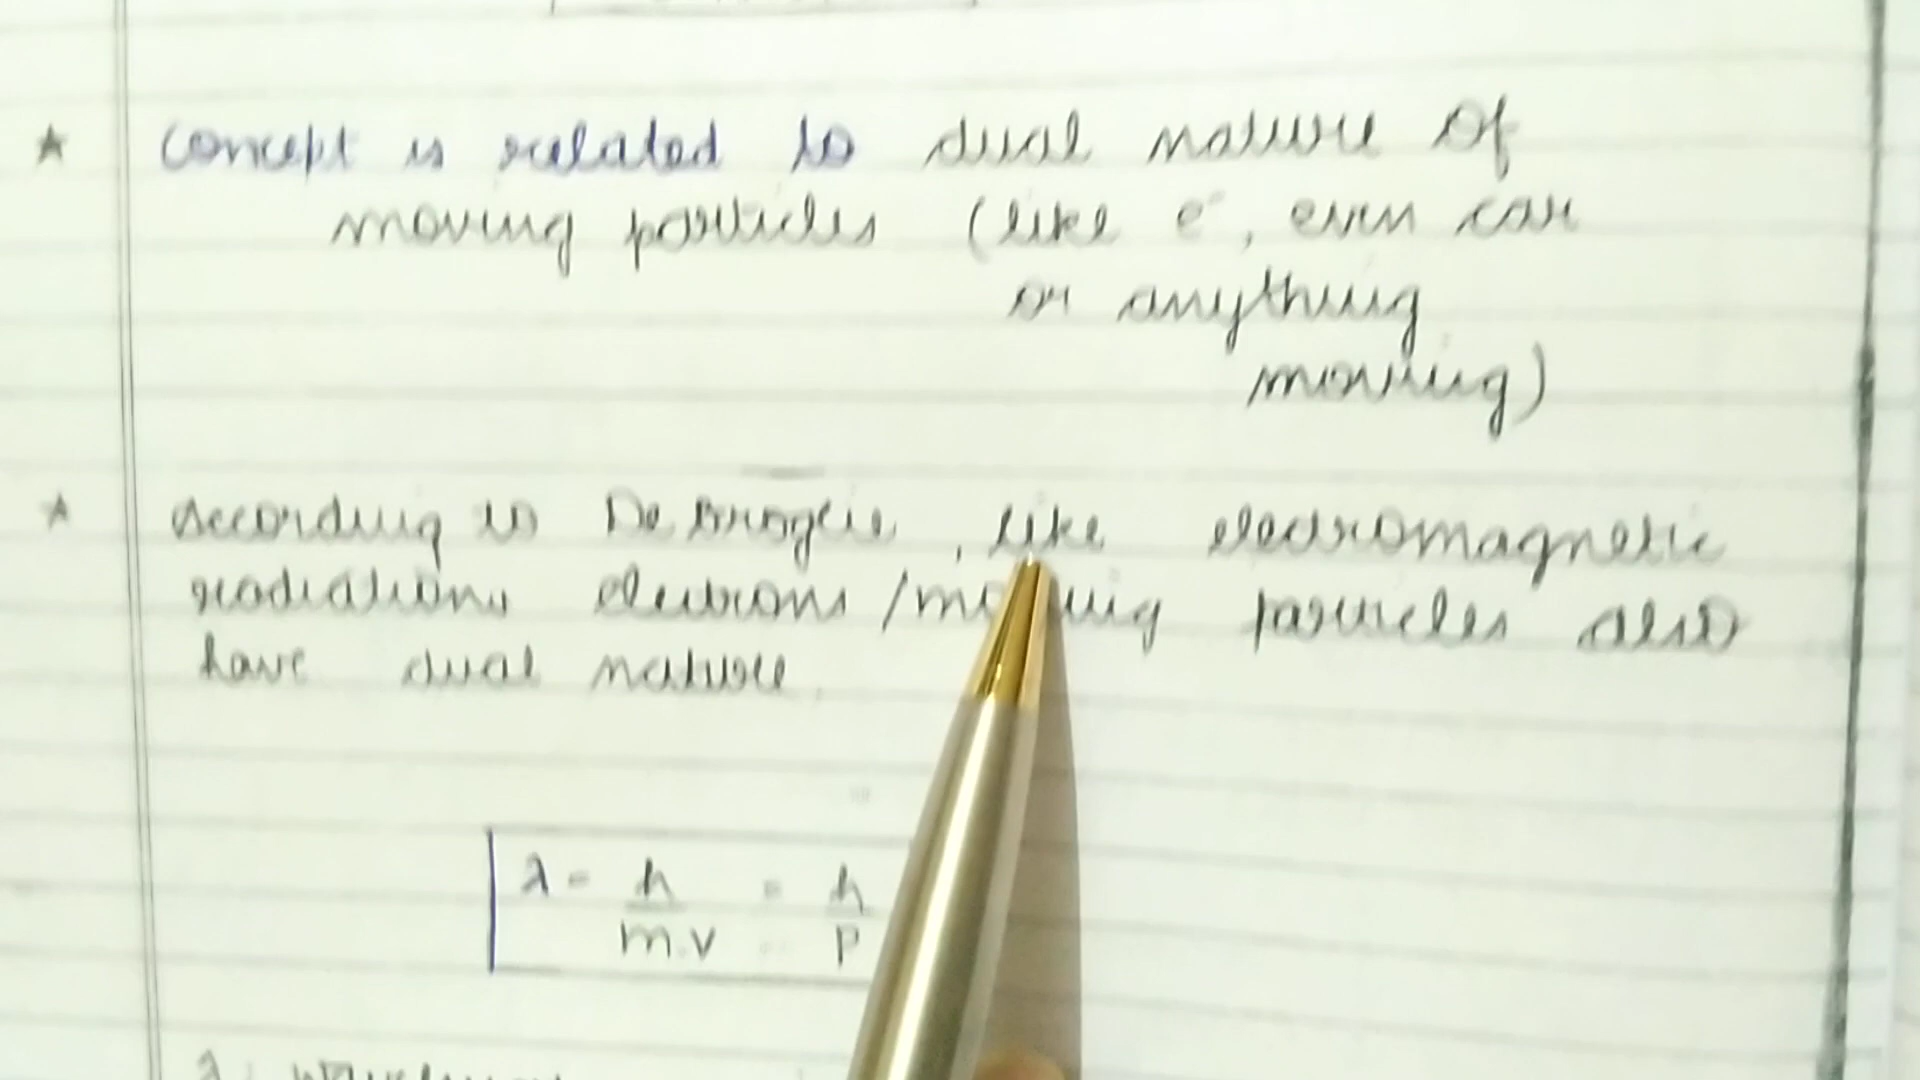 ★ concept is related to dual nature of
moving particles (like e⁻, even car
or anything
moving)
★ According to De Broglie, like electromagnetic
radiations electrons / moving particles also
have dual nature.
λ = h/m.v = h/p
λ :